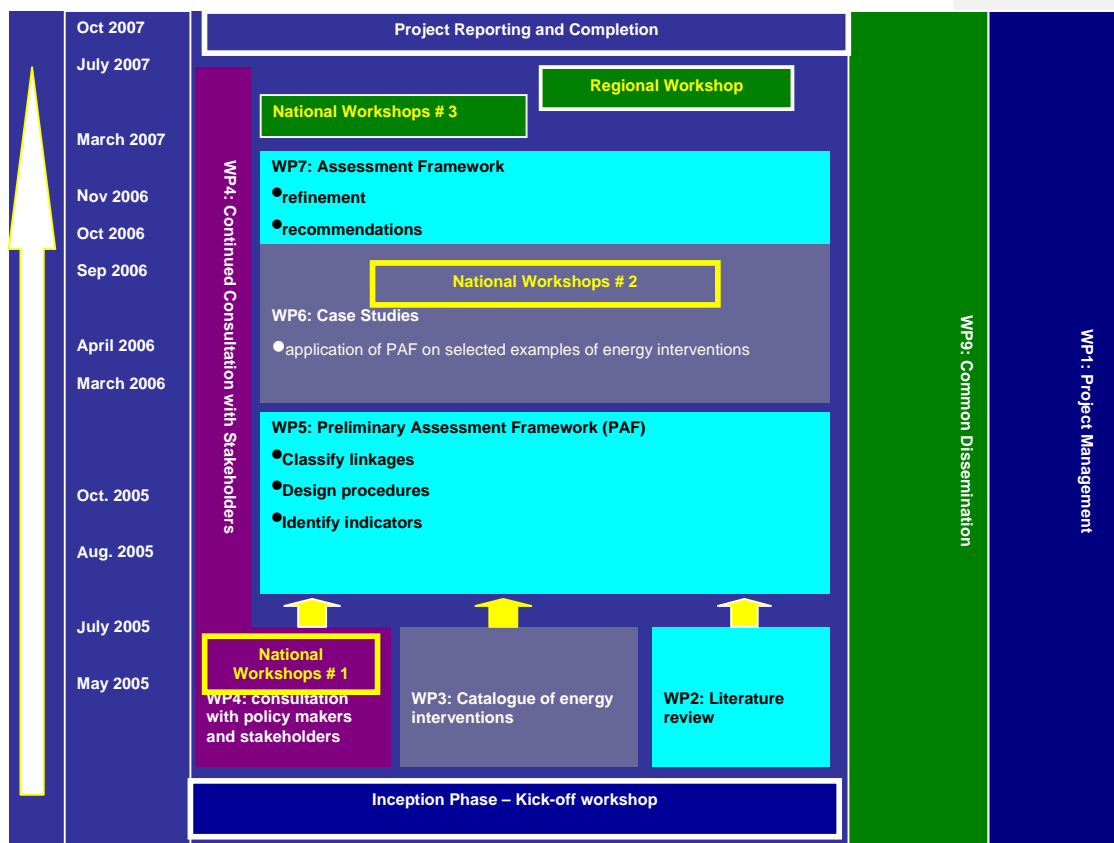 Oct 2007
July 2007
March 2007
Nov 2006
Oct 2006
Sep 2006
April 2006
March 2006
Oct. 2005
Aug. 2005
July 2005
May 2005
Project Reporting and Completion
Regional Workshop
National Workshops # 3
WP4: Continued Consultation with Stakeholders
WP7: Assessment Framework
●refinement
●recommendations
National Workshops # 2
WP6: Case Studies
●application of PAF on selected examples of energy interventions
WP5: Preliminary Assessment Framework (PAF)
●Classify linkages
●Design procedures
●Identify indicators
National
Workshops # 1
WP4: consultation
with policy makers
and stakeholders
WP3: Catalogue of energy
interventions
WP2: Literature
review
Inception Phase – Kick-off workshop
WP9: Common Dissemination
WP1: Project Management